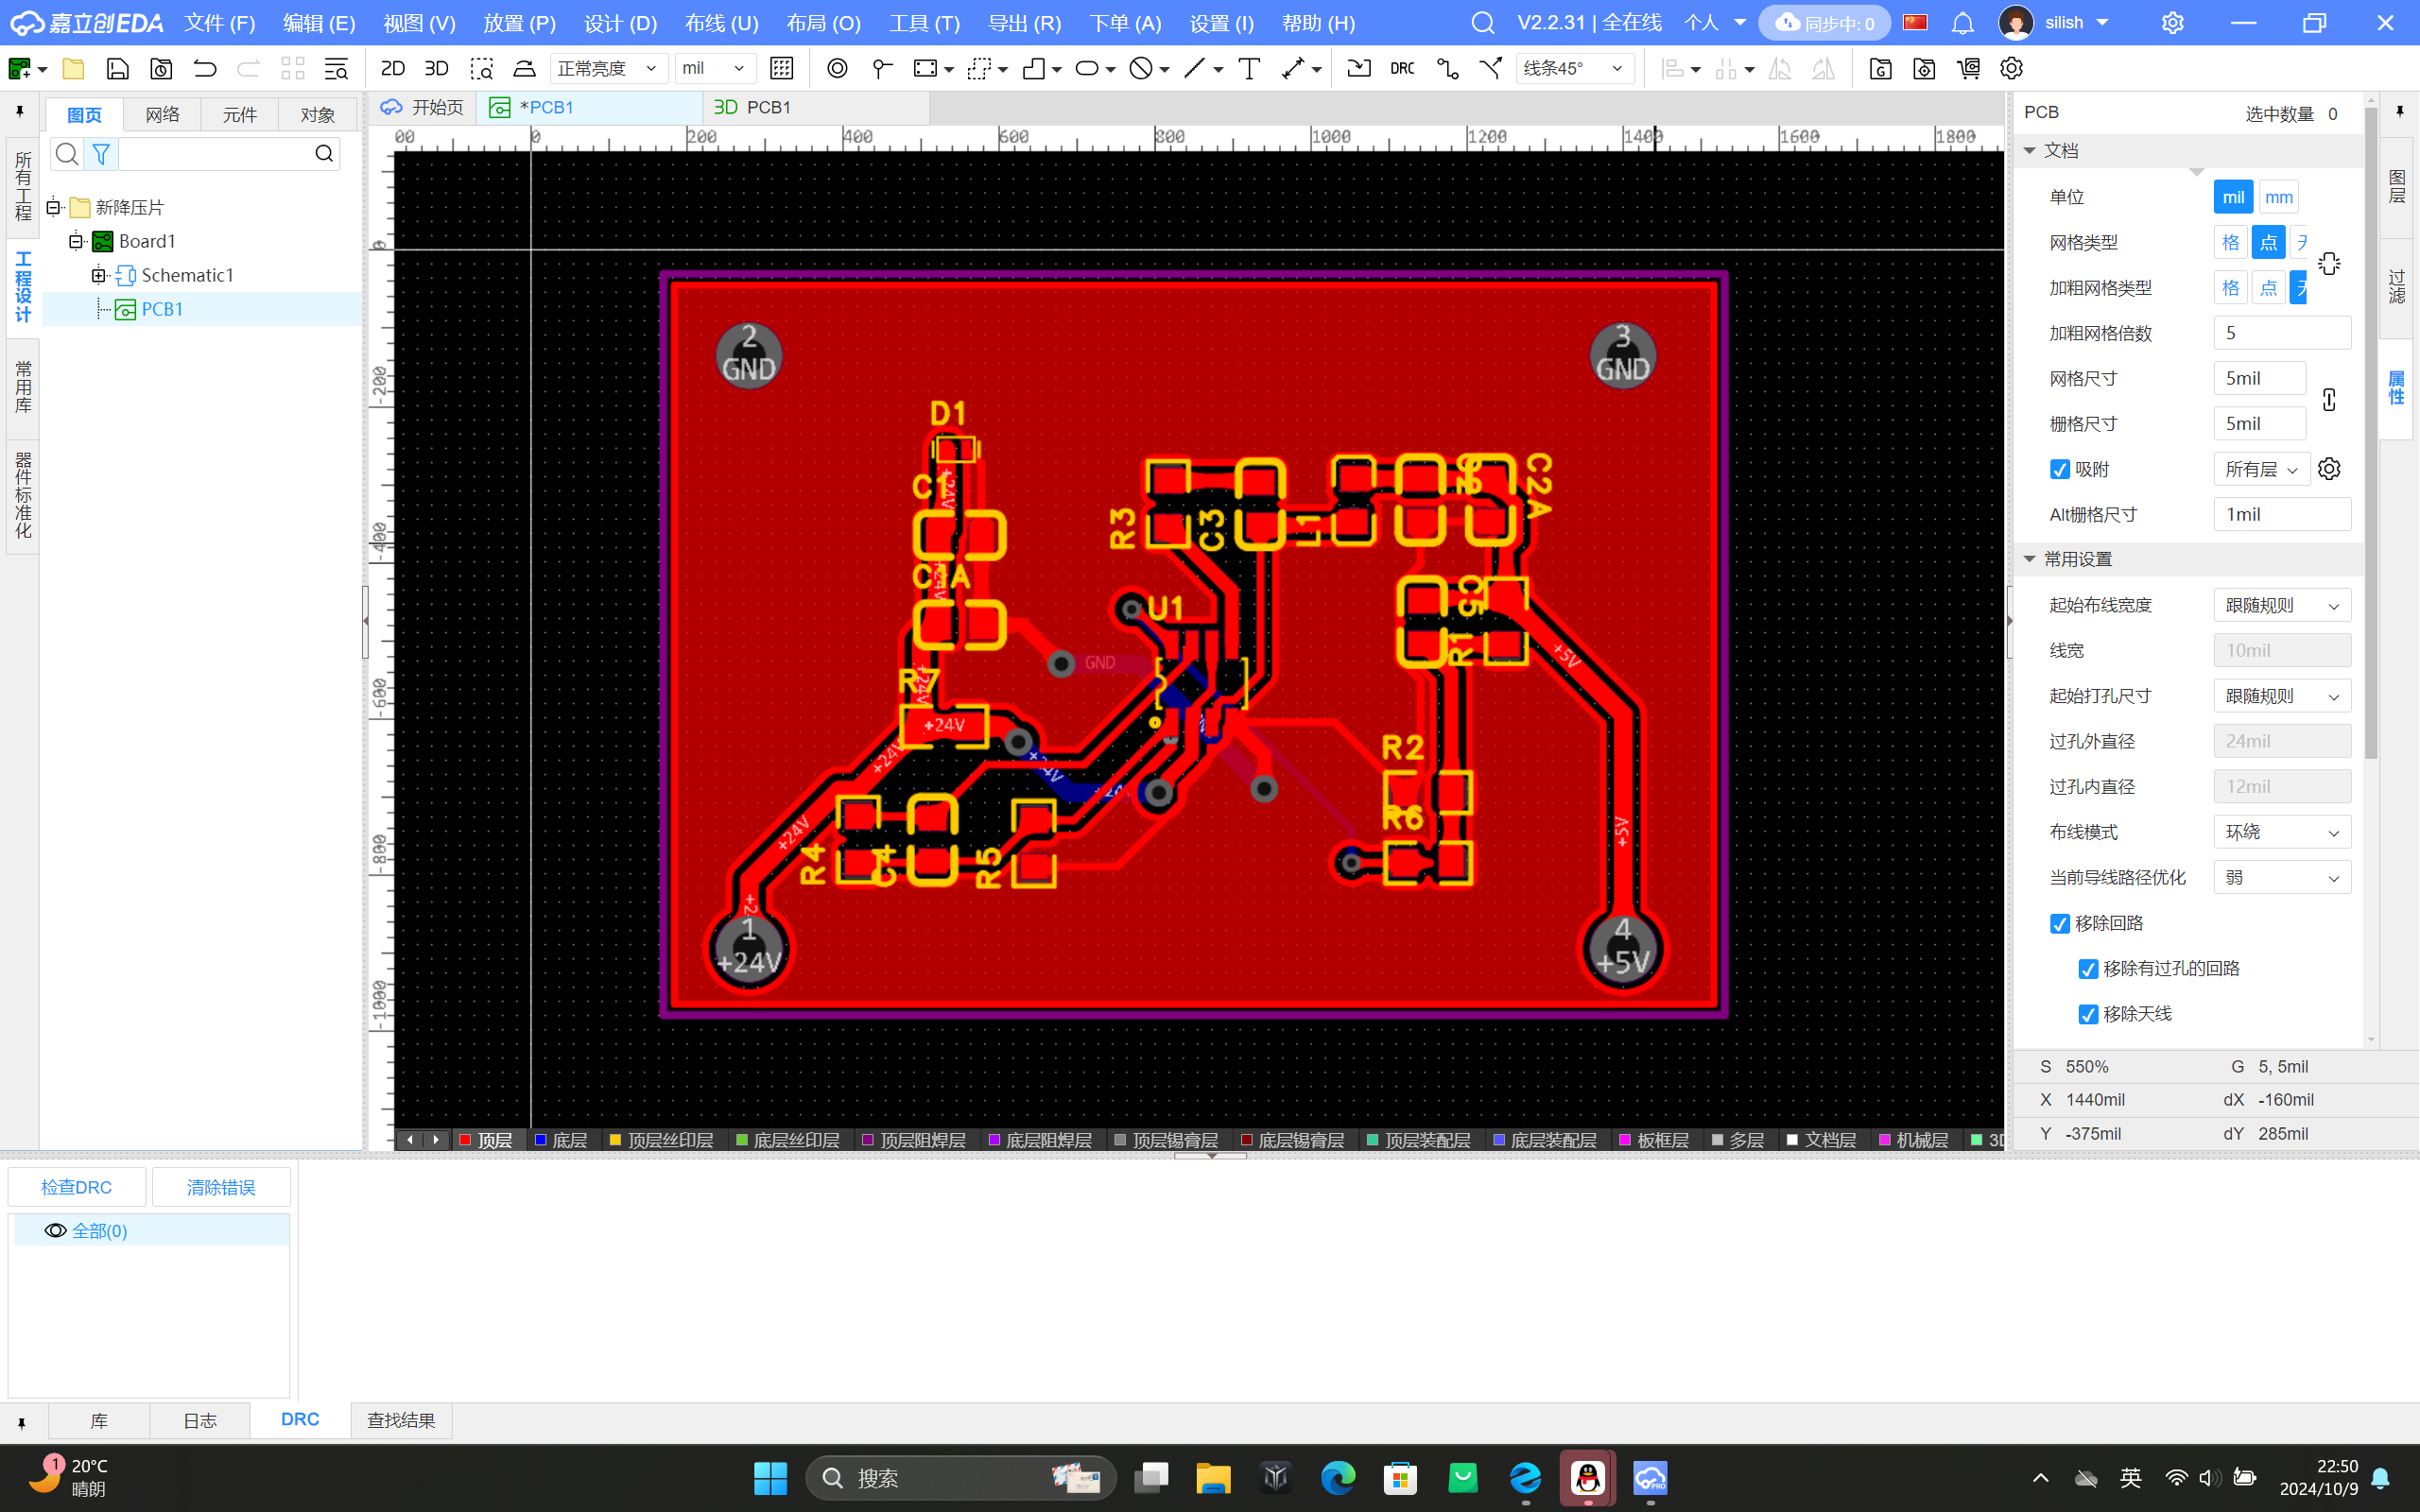 嘉立创EDA 文件 (F) 编辑 (E) 视图 (V) 放置 (P) 设计 (D) 布线 (U) 布局 (O) 工具 (T) 导出 (R) 下单 (A) 设置 (I) 帮助 (H) V2.2.31 | 全在线 个人 同步中: 0 silish
2D 3D 正常亮度 mil DRC 线条45°
图页 网络 元件 对象
开始页 *PCB1 3D PCB1
所有工程
工程设计
常用库
器件标准化
新降压片
Board1
Schematic1
PCB1
00 0 200 400 600 800 1000 1200 1400 1600 1800
0
-200
-400
-600
-800
-1000
2
GND
3
GND
D1
C1
+24V
R3
C3
L1
C2A
U1
GND
R1
+5V
R7
+24V
+24V
+24V
+24V
R2
R6
R4
C4
R5
+5V
1
+24V
4
+5V
顶层 底层 顶层丝印层 底层丝印层 顶层阻焊层 底层阻焊层 顶层锡膏层 底层锡膏层 顶层装配层 底层装配层 板框层 多层 文档层 机械层
PCB 选中数量 0
文档
单位 mil mm
网格类型 格 点
加粗网格类型 格 点
加粗网格倍数 5
网格尺寸 5mil
栅格尺寸 5mil
吸附 所有层
Alt栅格尺寸 1mil
常用设置
起始布线宽度 跟随规则
线宽 10mil
起始打孔尺寸 跟随规则
过孔外直径 24mil
过孔内直径 12mil
布线模式 环绕
当前导线路径优化 弱
移除回路
移除有过孔的回路
移除天线
S 550% G 5, 5mil
X 1440mil dX -160mil
Y -375mil dY 285mil
图层
过滤
属性
检查DRC 清除错误
全部(0)
库 日志 DRC 查找结果
1
20°C
晴朗
搜索
PRO
英
22:50
2024/10/9